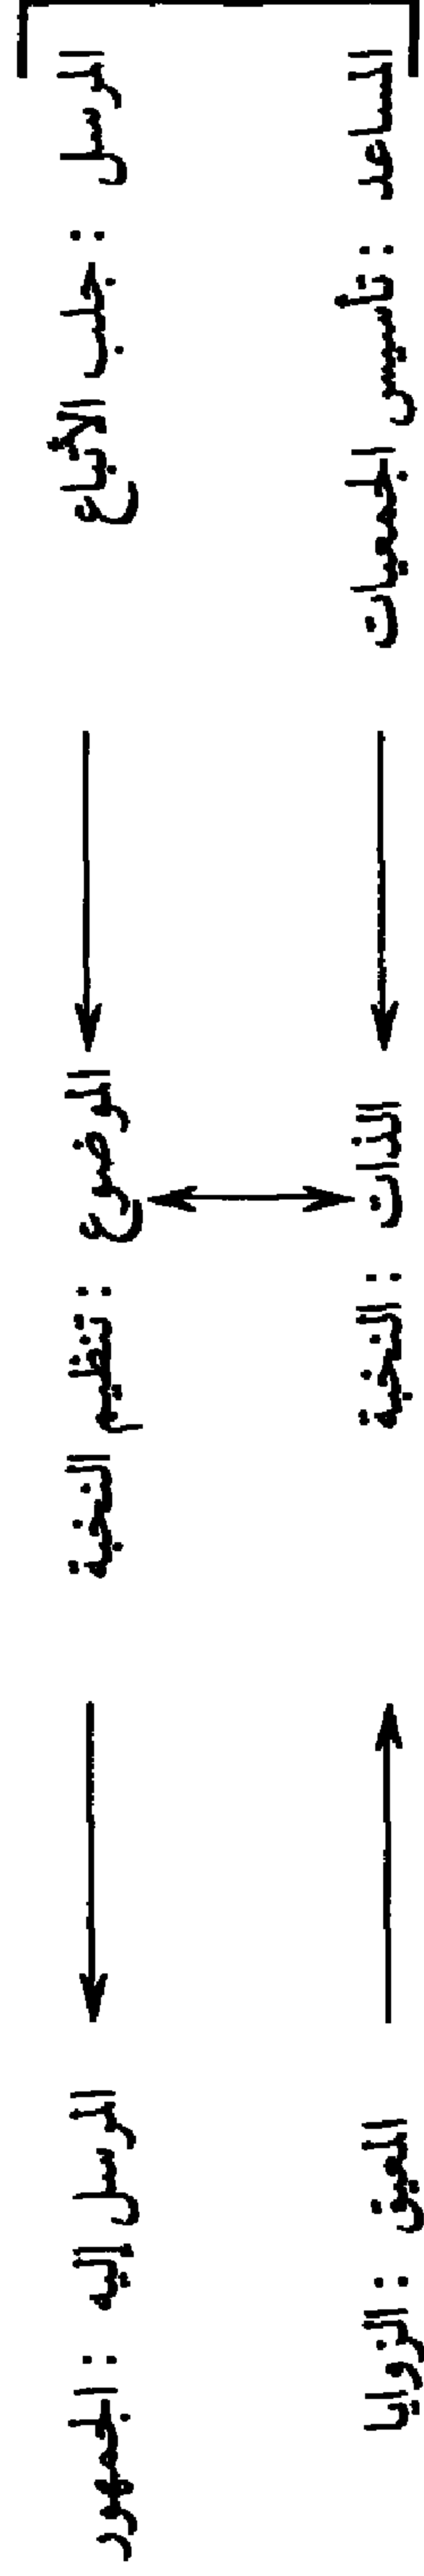 المرسل : جلب الأتباع
الموضوع : تنظيم النخبة
المرسل إليه : الجمهور
المساعد : تأسيس الجمعيات
الذات : النخبة
المعيق : الزوايا